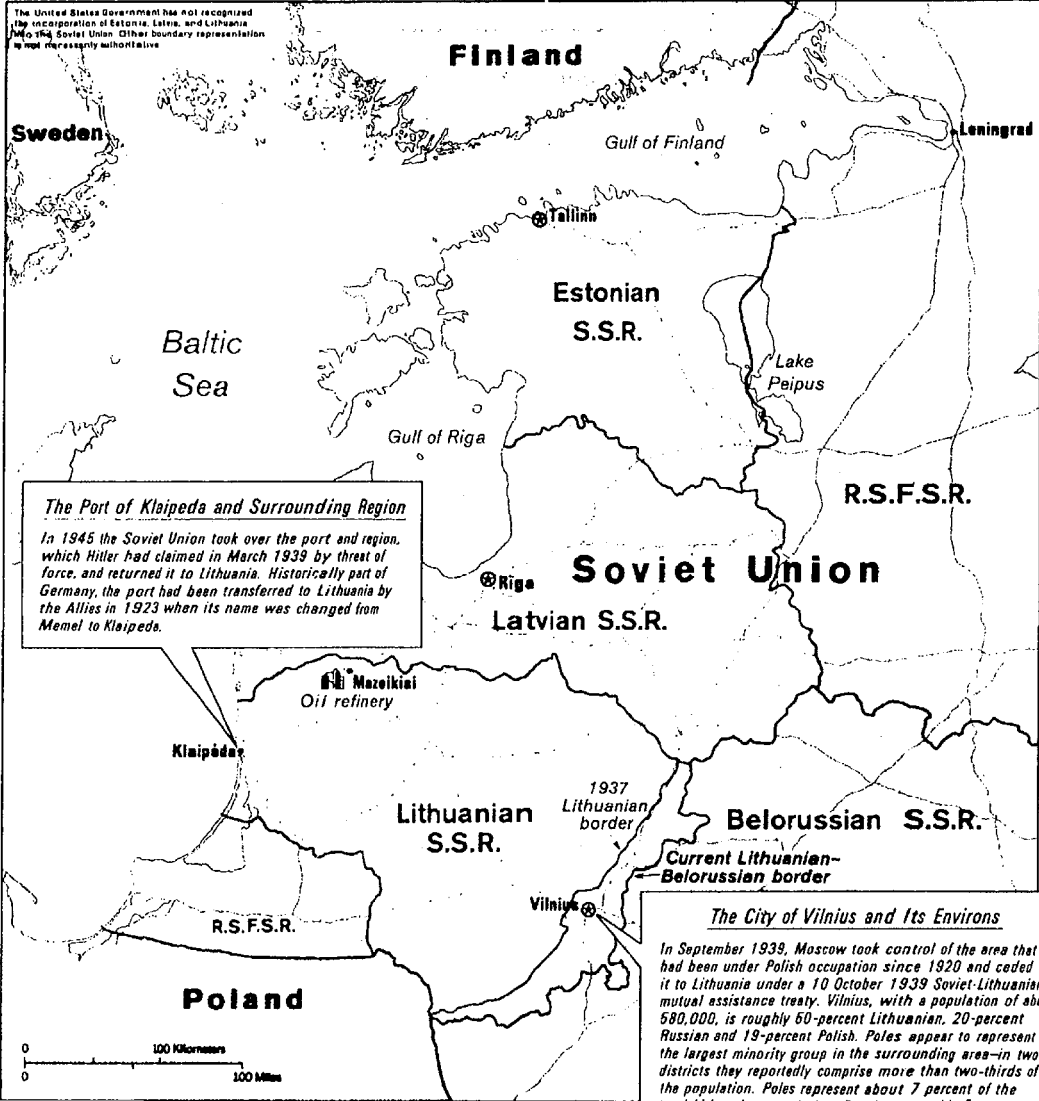 The United States Government has not recognized
the incorporation of Estonia, Latvia, and Lithuania
into the Soviet Union Other boundary representation
is not necessarily authoritative
Finland
Sweden
Leningrad
Gulf of Finland
Tallinn
Estonian
S.S.R.
Baltic
Sea
Lake
Peipus
Gulf of Riga
R.S.F.S.R.
The Port of Klaipeda and Surrounding Region
In 1945 the Soviet Union took over the port and region,
which Hitler had claimed in March 1939 by threat of
force, and returned it to Lithuania. Historically part of
Germany, the port had been transferred to Lithuania by
the Allies in 1923 when its name was changed from
Memel to Klaipeda.
Soviet Union
Riga
Latvian S.S.R.
Mazeikiai
Oil refinery
Klaipėda
1937
Lithuanian
border
Lithuanian
S.S.R.
Belorussian S.S.R.
Current Lithuanian–
Belorussian border
Vilnius
R.S.F.S.R.
The City of Vilnius and Its Environs
In September 1939, Moscow took control of the area that
had been under Polish occupation since 1920 and ceded
it to Lithuania under a 10 October 1939 Soviet-Lithuanian
mutual assistance treaty. Vilnius, with a population of
580,000, is roughly 50-percent Lithuanian, 20-percent
Russian and 19-percent Polish. Poles appear to represent
the largest minority group in the surrounding area—in two
districts they reportedly comprise more than two-thirds of
the population. Poles represent about 7 percent of the
Poland
0 100 Kilometers
0 100 Miles